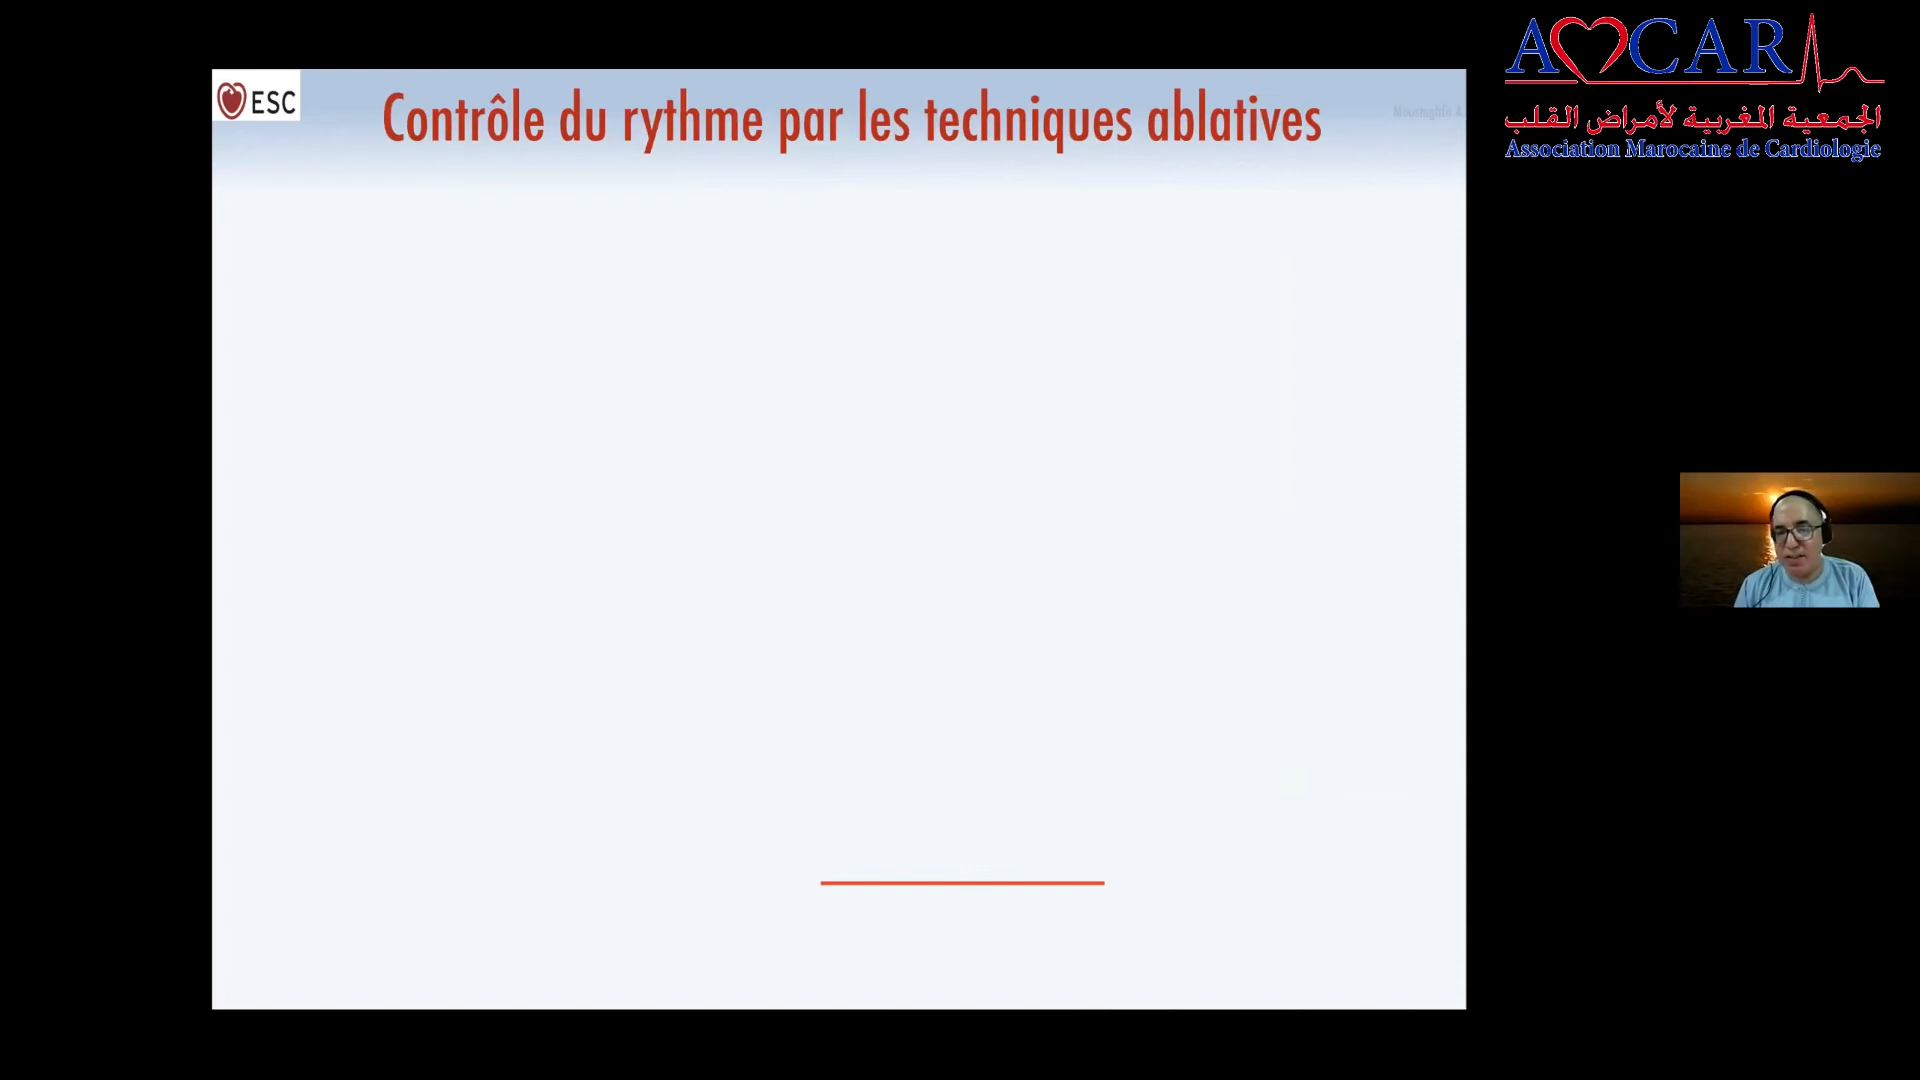 ESC
Contrôle du rythme par les techniques ablatives
AMCAR
الجمعية المغربية لأمراض القلب
Association Marocaine de Cardiologie